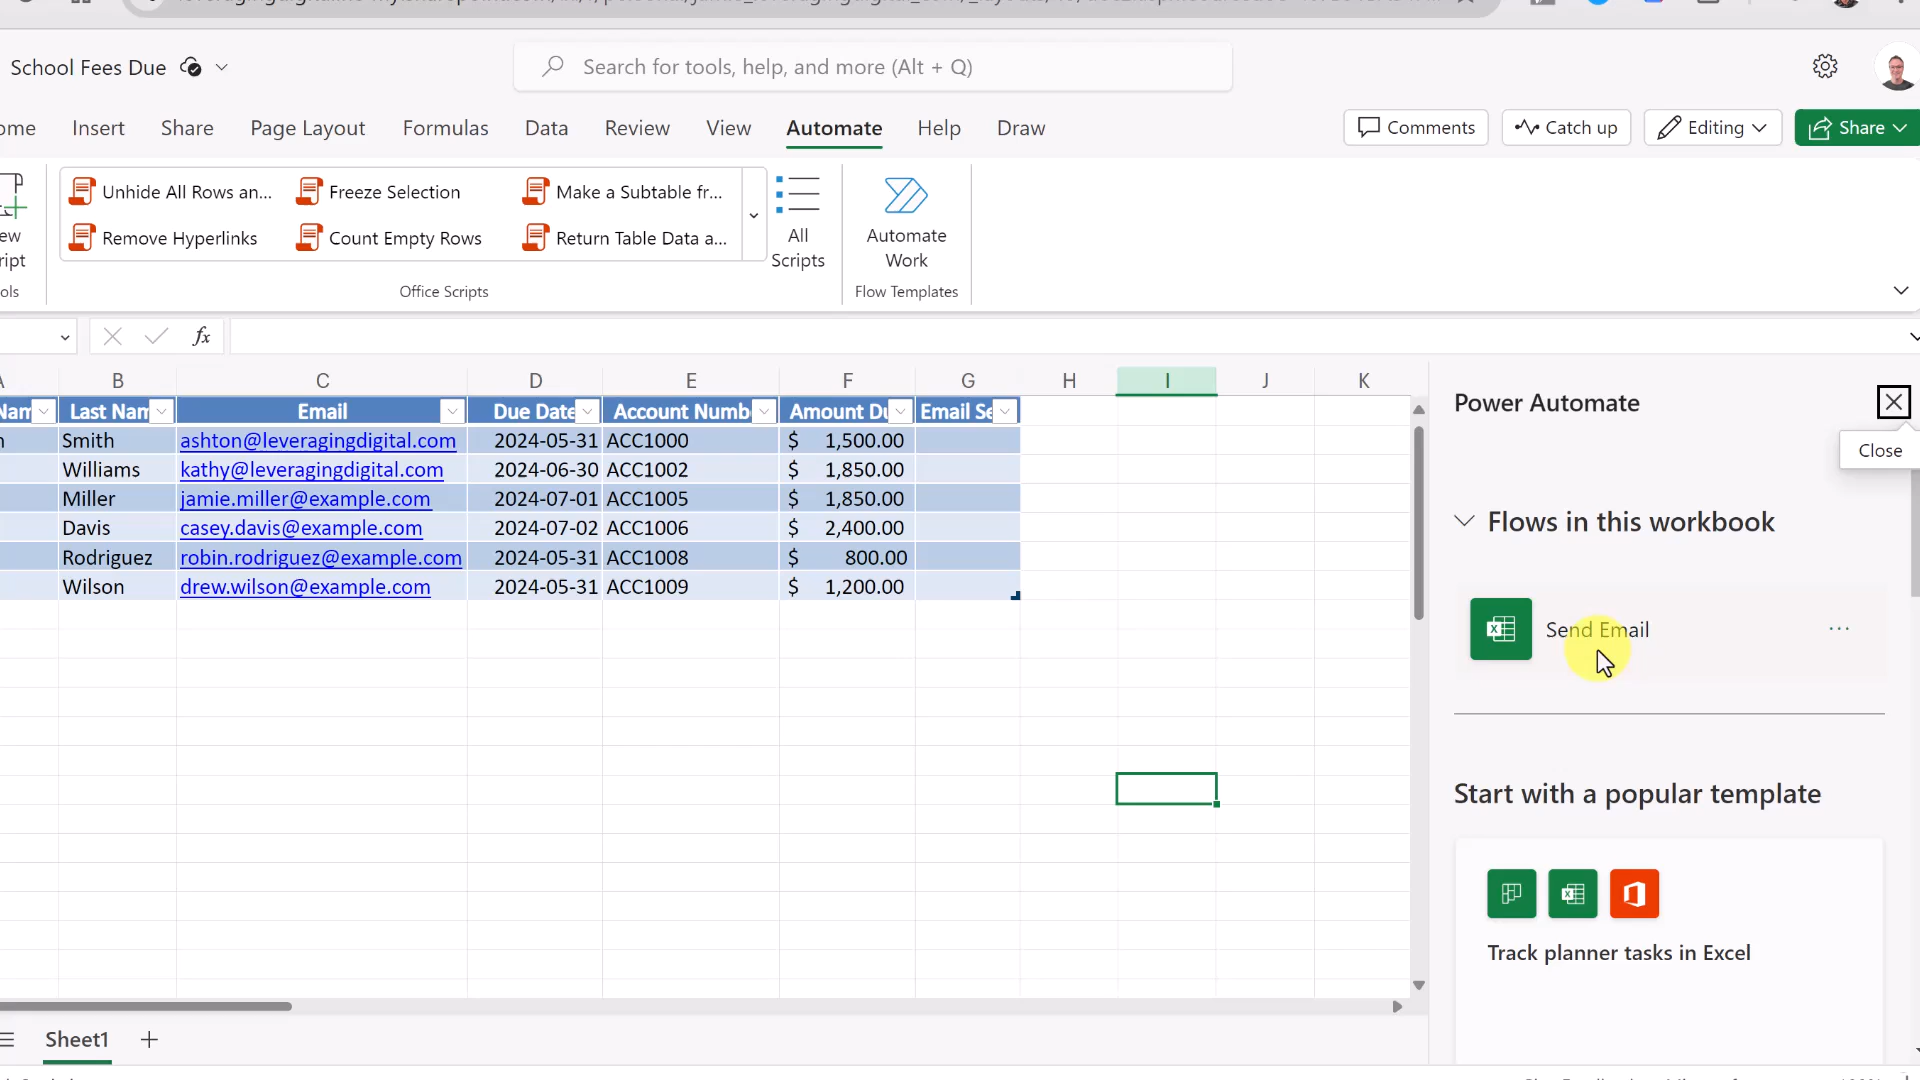 School Fees Due
Search for tools, help, and more (Alt + Q)
ome Insert Share Page Layout Formulas Data Review View Automate Help Draw
Comments Catch up Editing Share
Unhide All Rows an... Freeze Selection Make a Subtable fr...
Remove Hyperlinks Count Empty Rows Return Table Data a...
ew
ript
ols
All
Scripts
Office Scripts
Automate
Work
Flow Templates
fx
A B C D E F G H I J K
Nam Last Nam Email Due Date Account Numb Amount Du Email Se
n Smith ashton@leveragingdigital.com 2024-05-31 ACC1000 $ 1,500.00
Williams kathy@leveragingdigital.com 2024-06-30 ACC1002 $ 1,850.00
Miller jamie.miller@example.com 2024-07-01 ACC1005 $ 1,850.00
Davis casey.davis@example.com 2024-07-02 ACC1006 $ 2,400.00
Rodriguez robin.rodriguez@example.com 2024-05-31 ACC1008 $ 800.00
Wilson drew.wilson@example.com 2024-05-31 ACC1009 $ 1,200.00
Power Automate
Close
Flows in this workbook
Send Email ...
Start with a popular template
Track planner tasks in Excel
Sheet1